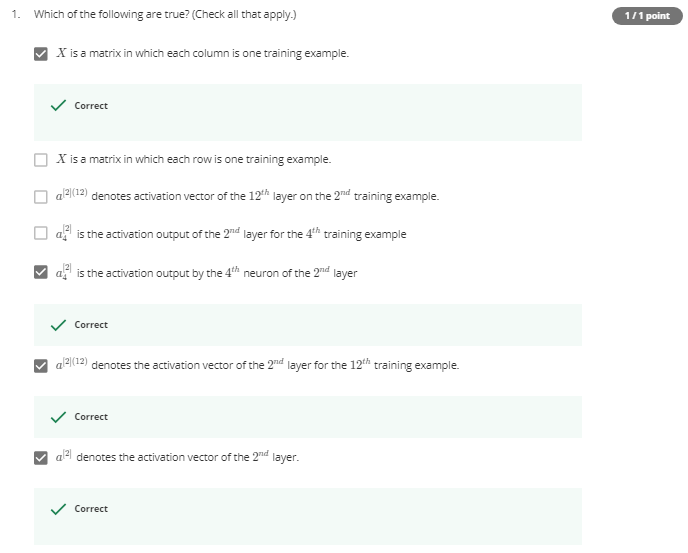 1. Which of the following are true? (Check all that apply.)
1 / 1 point
X is a matrix in which each column is one training example.
Correct
X is a matrix in which each row is one training example.
a^{[2](12)} denotes activation vector of the 12^{th} layer on the 2^{nd} training example.
a^{[2]}_4 is the activation output of the 2^{nd} layer for the 4^{th} training example
a^{[2]}_4 is the activation output by the 4^{th} neuron of the 2^{nd} layer
Correct
a^{[2](12)} denotes the activation vector of the 2^{nd} layer for the 12^{th} training example.
Correct
a^{[2]} denotes the activation vector of the 2^{nd} layer.
Correct